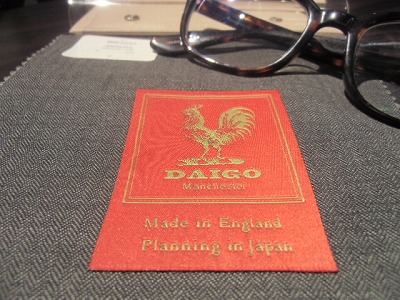 DAIGO
Manchester
Made in England
Planning in Japan